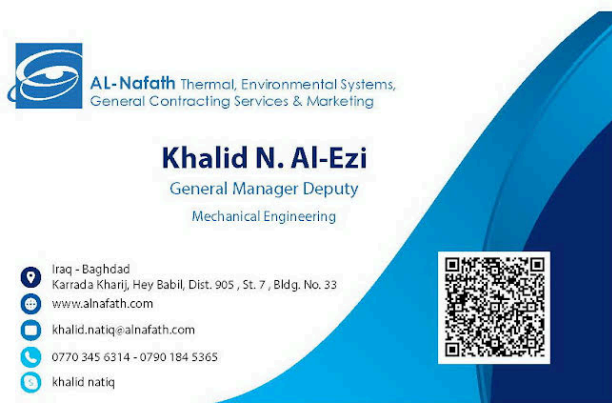 AL-Nafath Thermal, Environmental Systems,
General Contracting Services & Marketing
Khalid N. Al-Ezi
General Manager Deputy
Mechanical Engineering
Iraq - Baghdad
Karrada Kharij, Hey Babil, Dist. 905 , St. 7 , Bldg. No. 33
www.alnafath.com
khalid.natiq@alnafath.com
0770 345 6314 - 0790 184 5365
khalid natiq